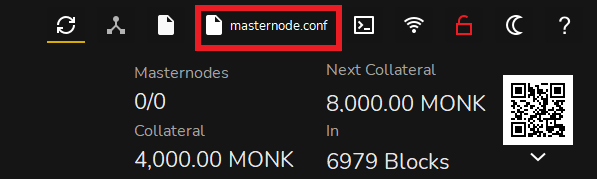 masternode.conf
?
Masternodes
0/0
Next Collateral
8,000.00 MONK
Collateral
4,000.00 MONK
In
6979 Blocks